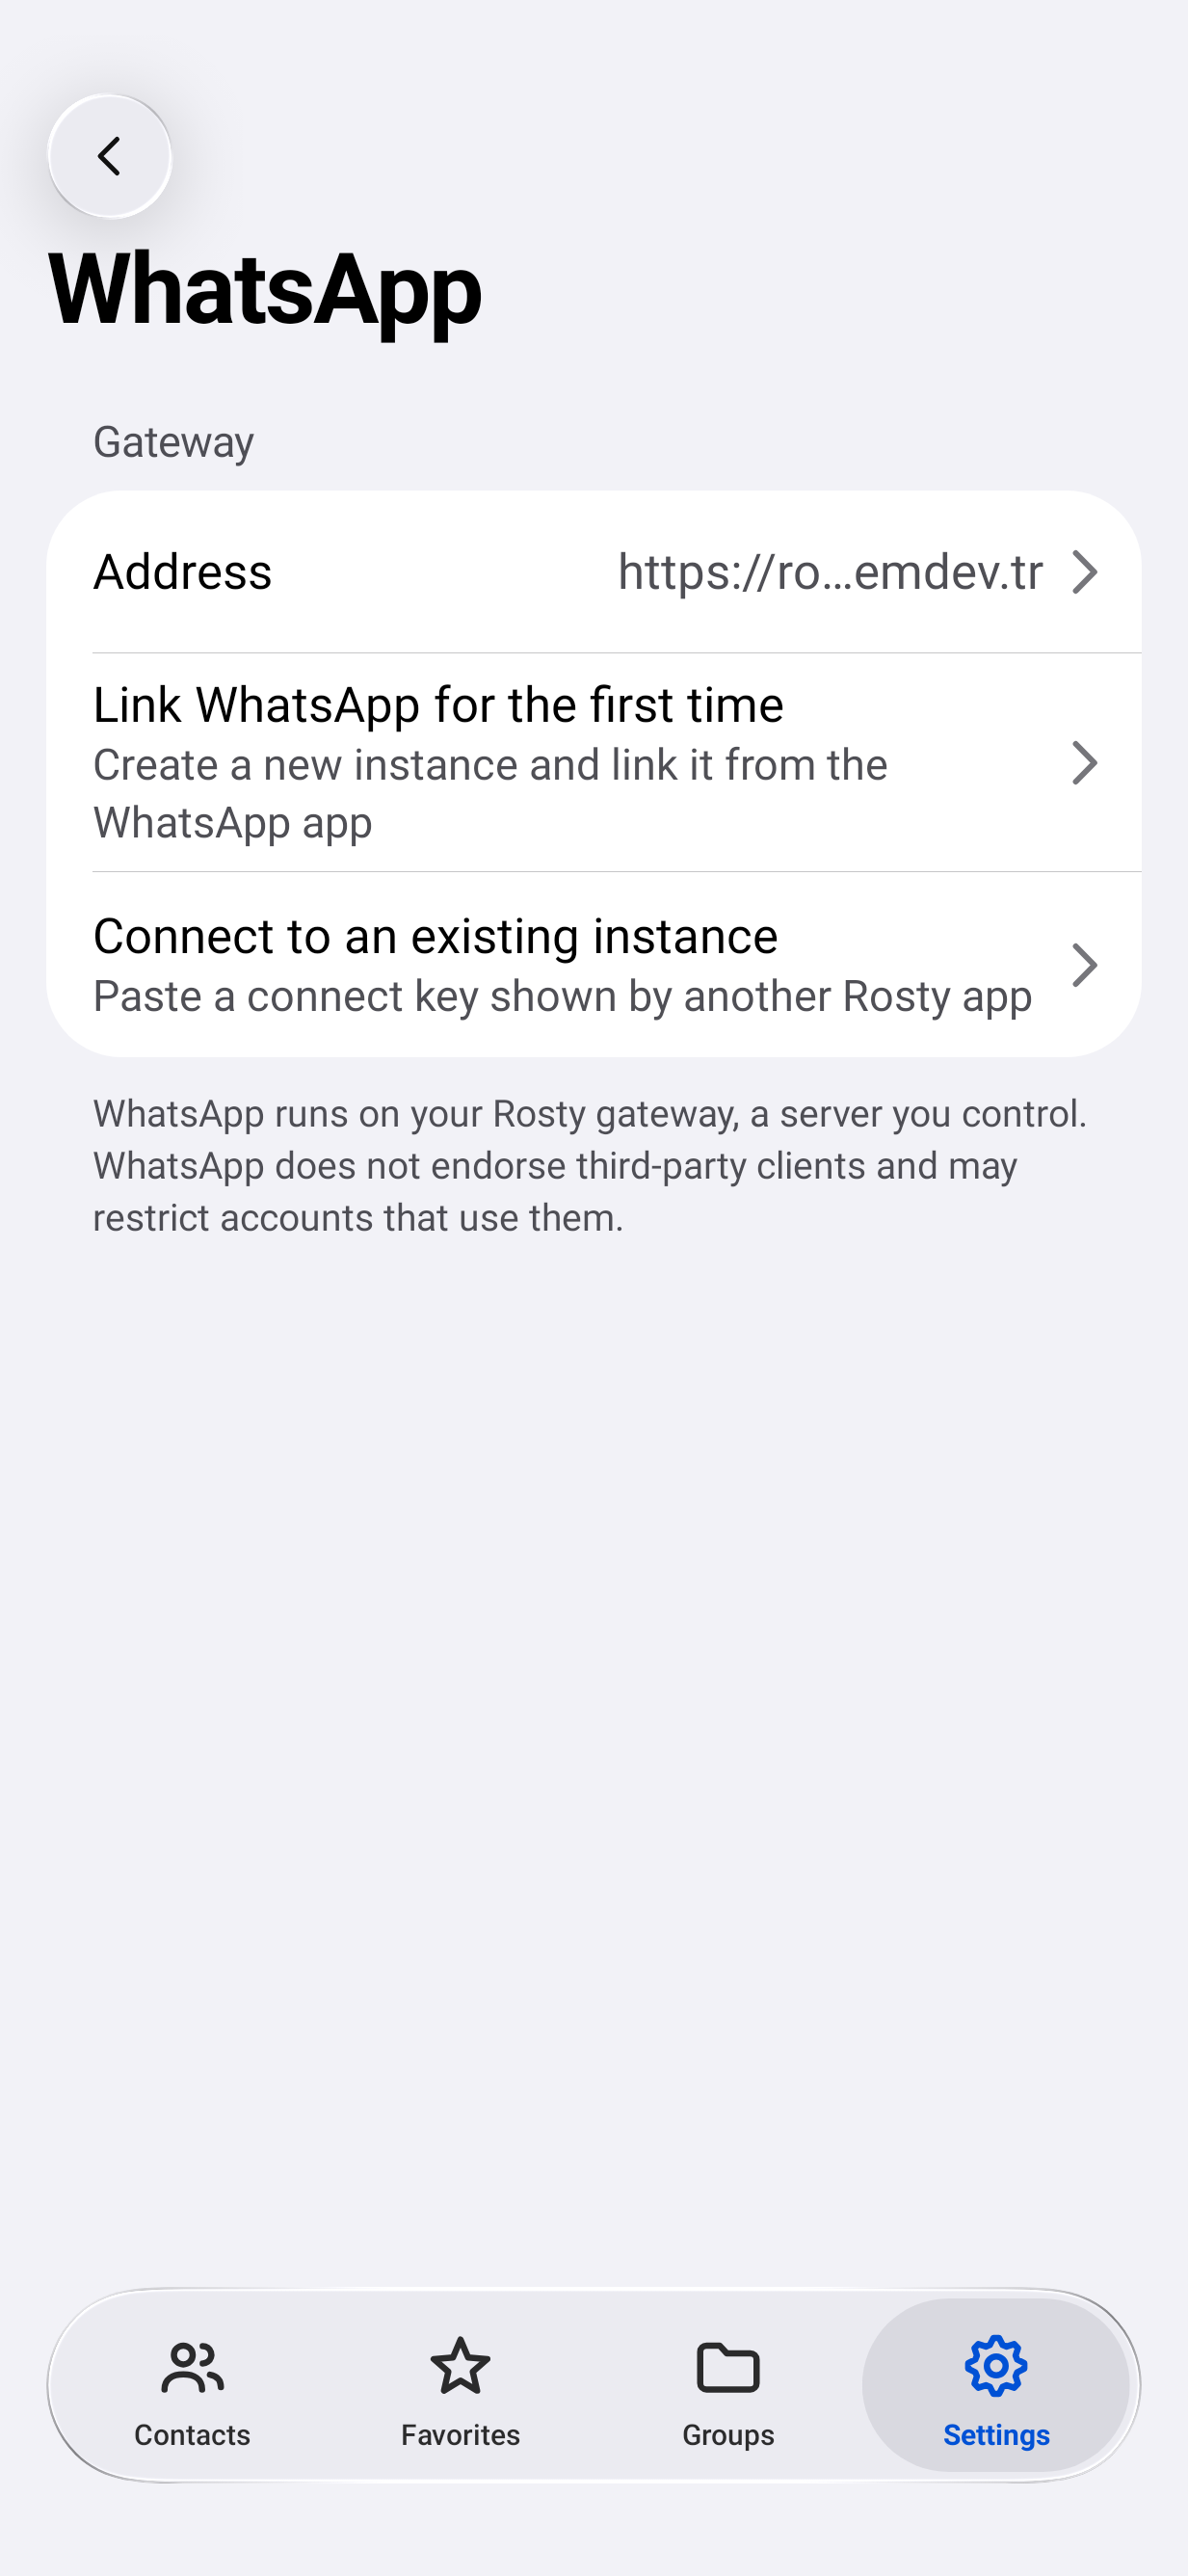 WhatsApp
Gateway
Address https://ro...emdev.tr
Link WhatsApp for the first time
Create a new instance and link it from the
WhatsApp app
Connect to an existing instance
Paste a connect key shown by another Rosty app
WhatsApp runs on your Rosty gateway, a server you control.
WhatsApp does not endorse third-party clients and may
restrict accounts that use them.
Contacts Favorites Groups Settings